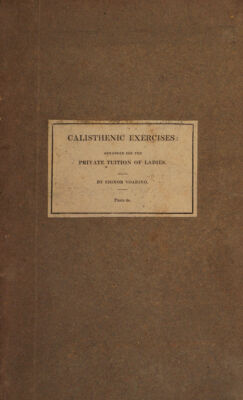 CALISTHENIC EXERCISES:
ARRANGED FOR THE
PRIVATE TUITION OF LADIES.
BY SIGNOR VOARINO.